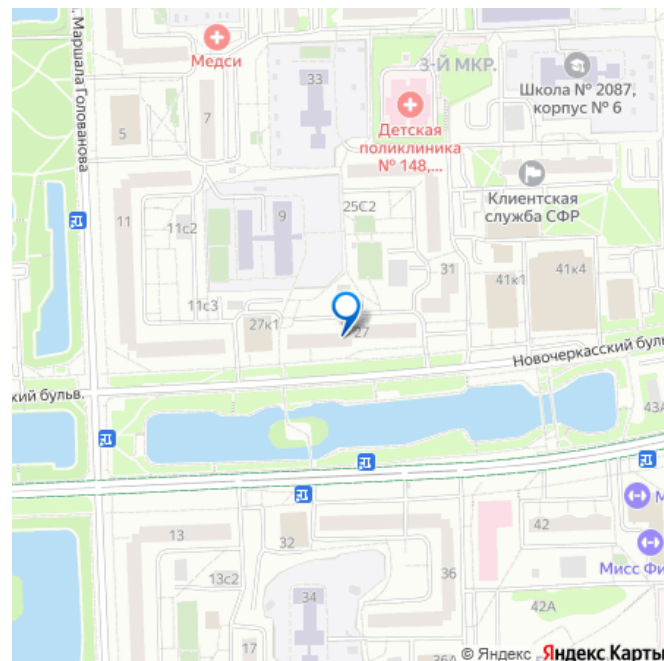 Медси
33
3-Й МКР.
Школа № 2087,
корпус № 6
ул. Маршала Голованова
5
7
Детская
поликлиника
№ 148,...
Клиентская
служба СФР
11
11с2
9
25С2
31
41к1
41к4
11с3
27к1
27
Новочеркасский бульв.
кий бульв.
43А
13
32
42
М
13с2
34
36
Мисс Фи
42А
17
36А
© Яндекс Яндекс Карты